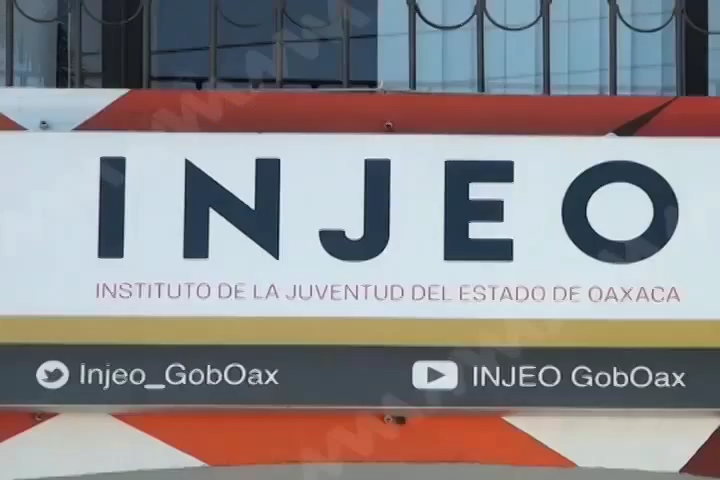 INJEO
INSTITUTO DE LA JUVENTUD DEL ESTADO DE OAXACA
Injeo_GobOax
INJEO GobOax